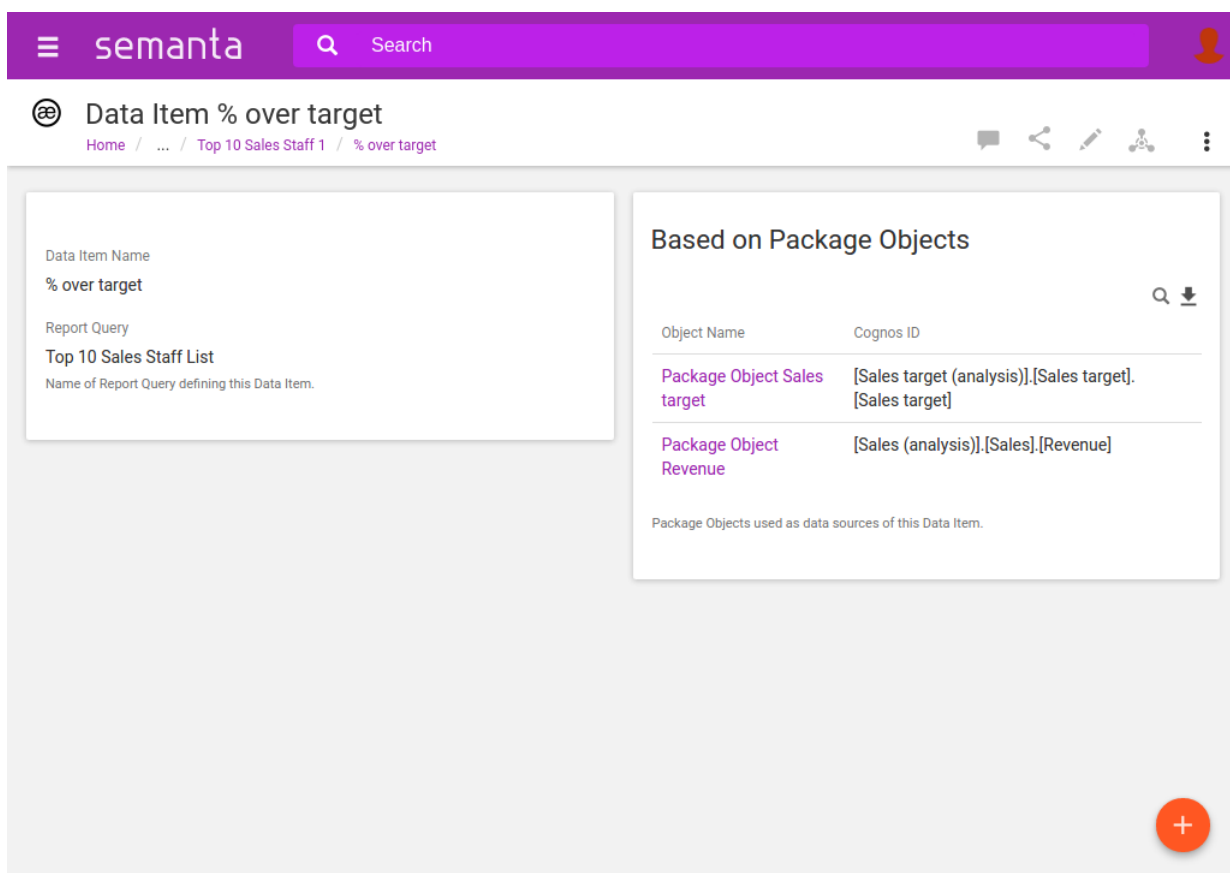 semanta
Search
æ
Data Item % over target
Home / ... / Top 10 Sales Staff 1 / % over target
Data Item Name
% over target
Report Query
Top 10 Sales Staff List
Name of Report Query defining this Data Item.
Based on Package Objects
Object Name Cognos ID
Package Object Sales [Sales target (analysis)].[Sales target].
target [Sales target]
Package Object [Sales (analysis)].[Sales].[Revenue]
Revenue
Package Objects used as data sources of this Data Item.